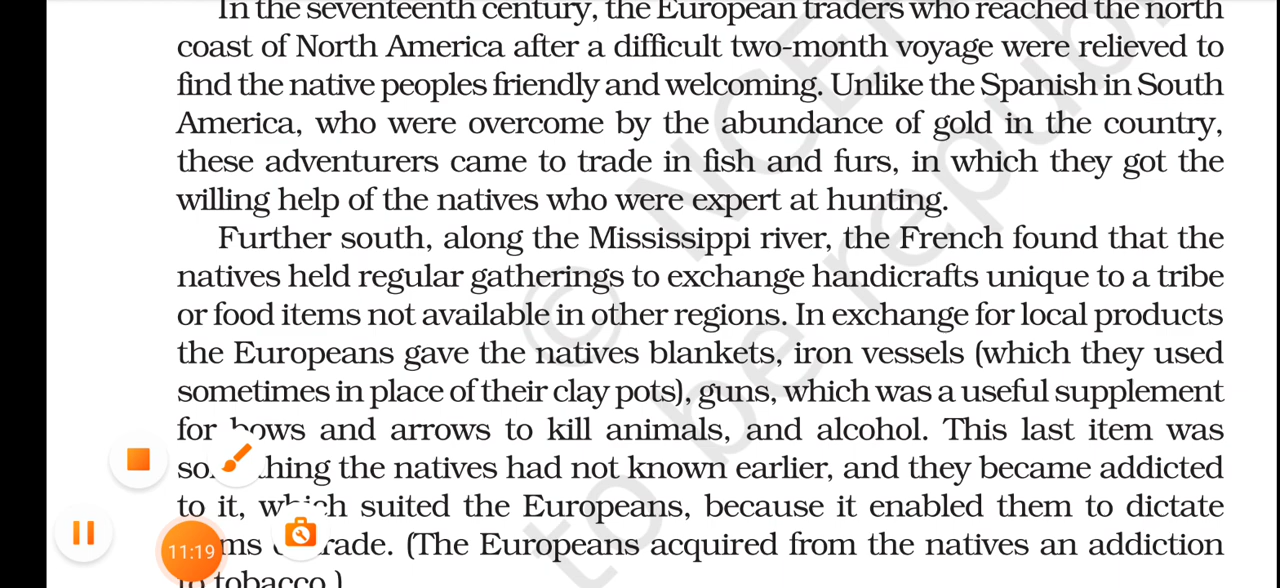 In the seventeenth century, the European traders who reached the north
coast of North America after a difficult two-month voyage were relieved to
find the native peoples friendly and welcoming. Unlike the Spanish in South
America, who were overcome by the abundance of gold in the country,
these adventurers came to trade in fish and furs, in which they got the
willing help of the natives who were expert at hunting.
Further south, along the Mississippi river, the French found that the
natives held regular gatherings to exchange handicrafts unique to a tribe
or food items not available in other regions. In exchange for local products
the Europeans gave the natives blankets, iron vessels (which they used
sometimes in place of their clay pots), guns, which was a useful supplement
for bows and arrows to kill animals, and alcohol. This last item was
the natives had not known earlier, and they became addicted
to it, which suited the Europeans, because it enabled them to dictate
11:19 (The Europeans acquired from the natives an addiction
to tobacco.)
© NCE
to be republ